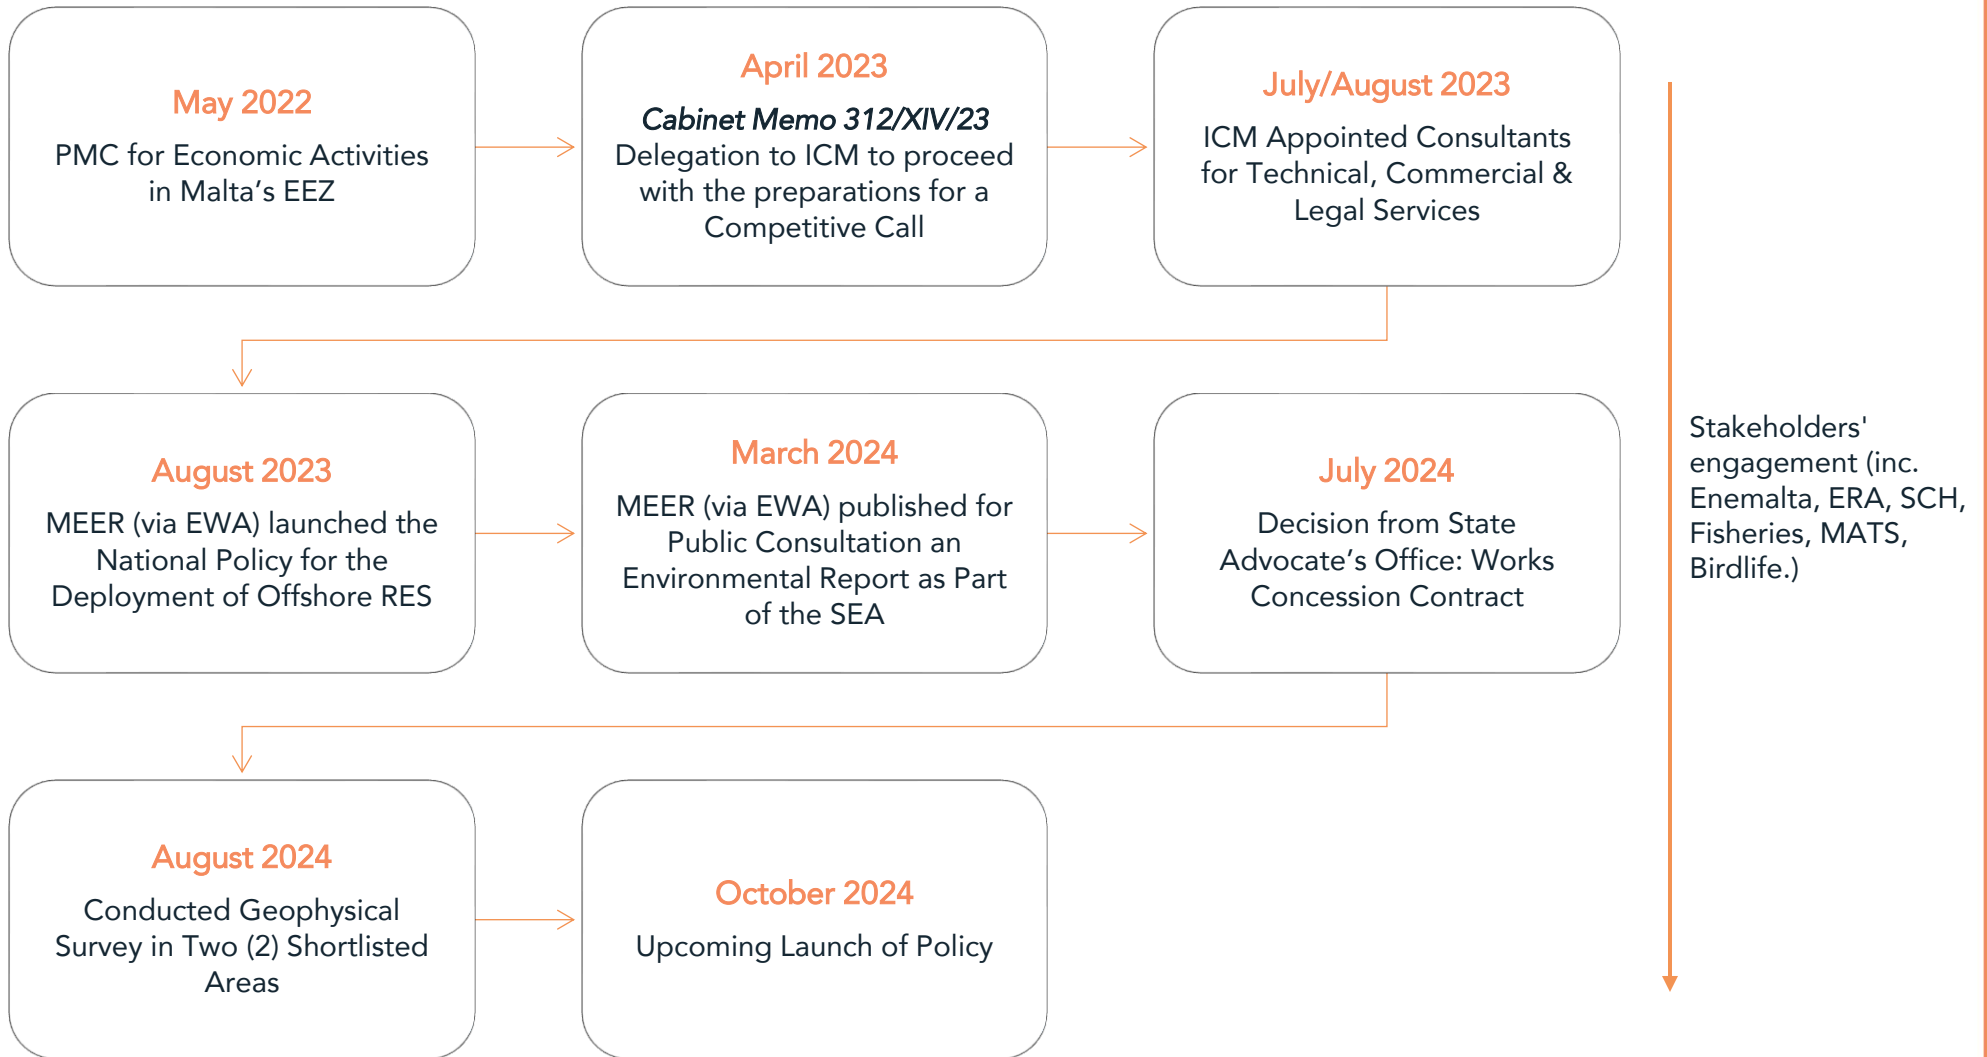 May 2022
PMC for Economic Activities
in Malta’s EEZ
April 2023
Cabinet Memo 312/XIV/23
Delegation to ICM to proceed
with the preparations for a
Competitive Call
July/August 2023
ICM Appointed Consultants
for Technical, Commercial &
Legal Services
August 2023
MEER (via EWA) launched the
National Policy for the
Deployment of Offshore RES
March 2024
MEER (via EWA) published for
Public Consultation an
Environmental Report as Part
of the SEA
July 2024
Decision from State
Advocate’s Office: Works
Concession Contract
August 2024
Conducted Geophysical
Survey in Two (2) Shortlisted
Areas
October 2024
Upcoming Launch of Policy
Stakeholders'
engagement (inc.
Enemalta, ERA, SCH,
Fisheries, MATS,
Birdlife.)